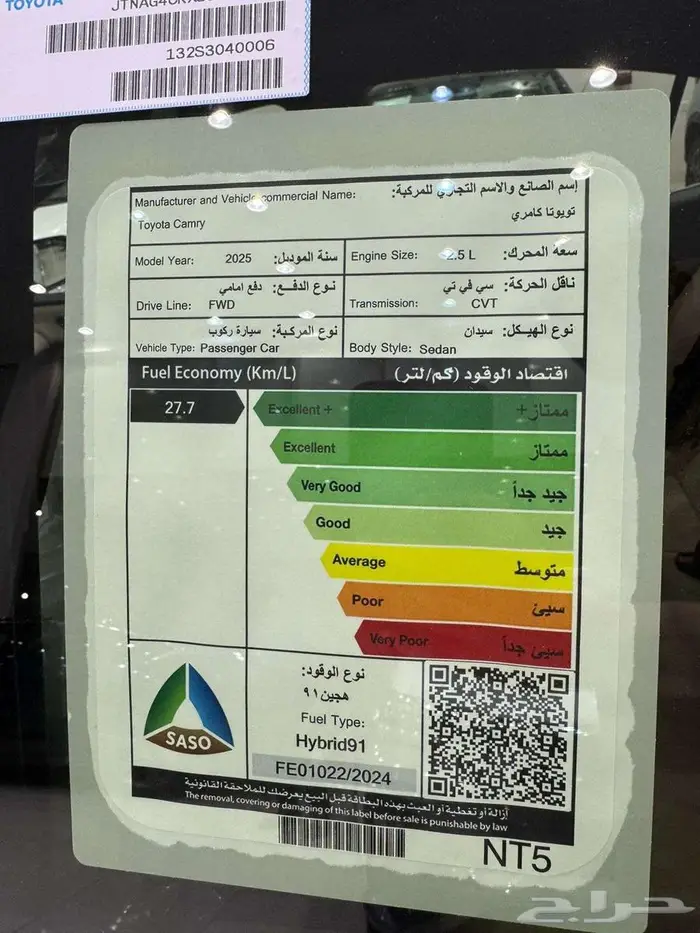 TOYOTA
132S3040006
Manufacturer and Vehicle commercial Name: إسم الصانع والاسم التجاري للمركبة:
Toyota Camry تويوتا كامري
Model Year: 2025 سنة الموديل:
Engine Size: 2.5 L سعة المحرك:
نوع الدفع: دفع امامي
Drive Line: FWD
ناقل الحركة: سي في تي
Transmission: CVT
نوع المركبة: سيارة ركوب
Vehicle Type: Passenger Car
نوع الهيكل: سيدان
Body Style: Sedan
Fuel Economy (Km/L) اقتصاد الوقود (كم/لتر)
27.7
Excellent + ممتاز+
Excellent ممتاز
Very Good جيد جداً
Good جيد
Average متوسط
Poor سيئ
Very Poor سيئ جداً
SASO
نوع الوقود:
هجين٩١
Fuel Type:
Hybrid91
FE01022/2024
إزالة أو تغطية أو العبث بهذه البطاقة قبل البيع يعرضك للملاحقة القانونية
The removal, covering or damaging of this label before sale is punishable by law
NT5
حراج